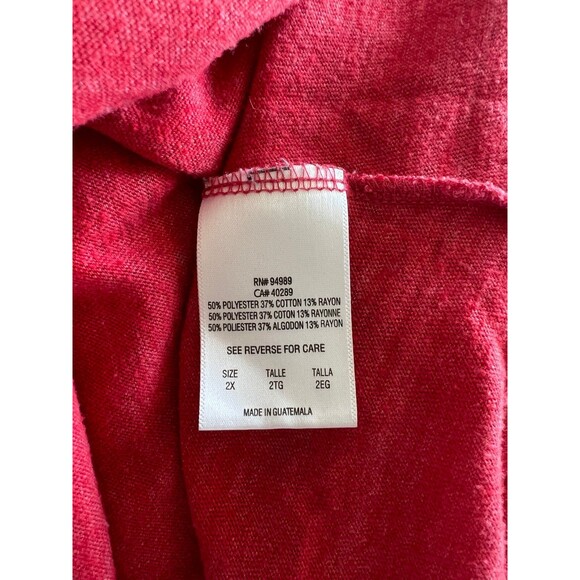 RN# 94989
CA# 40289
50% POLYESTER 37% COTTON 13% RAYON
50% POLYESTER 37% COTON 13% RAYONNE
50% POLIESTER 37% ALGODON 13% RAYON
SEE REVERSE FOR CARE
SIZE TALLE TALLA
2X 2TG 2EG
MADE IN GUATEMALA